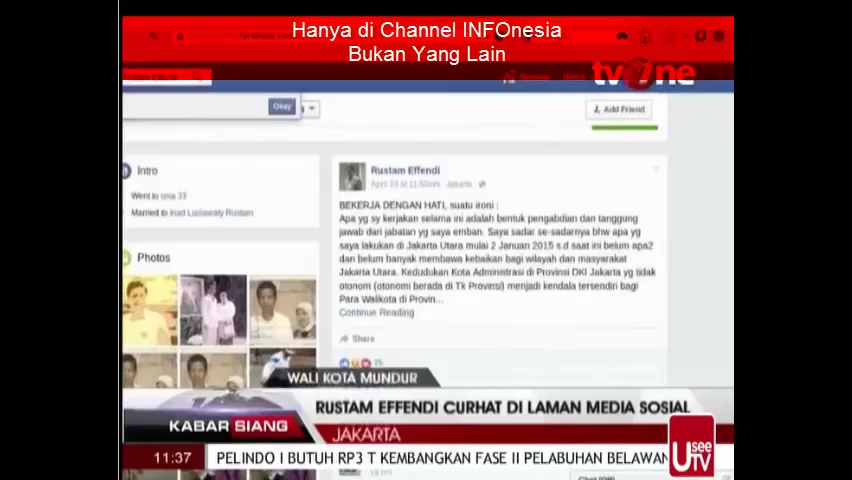 Hanya di Channel INFOnesia
Bukan Yang Lain
tvOne
Okay
Add Friend
Intro
Went to sma 33
Married to Inad Luciawaty Rustam
Photos
Rustam Effendi
April 23 at 11:50am · Jakarta
BEKERJA DENGAN HATI, suatu ironi :
Apa yg sy kerjakan selama ini adalah bentuk pengabdian dan tanggung
jawab dari jabatan yg saya emban. Saya sadar se-sadarnya bhw apa yg
saya lakukan di Jakarta Utara mulai 2 Januari 2015 s.d saat ini belum apa2
dan belum banyak membawa kebaikan bagi wilayah dan masyarakat
Jakarta Utara. Kedudukan Kota Administrasi di Provinsi DKI Jakarta yg tidak
otonom (otonomi berada di Tk Provinsi) menjadi kendala tersendiri bagi
Para Walikota di Provin...
Continue Reading
Share
75
WALI KOTA MUNDUR
RUSTAM EFFENDI CURHAT DI LAMAN MEDIA SOSIAL
KABAR SIANG
JAKARTA
11:37 PELINDO I BUTUH RP3 T KEMBANGKAN FASE II PELABUHAN BELAWAN
UseeTV